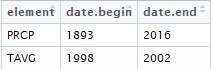 element date.begin date.end
PRCP 1893 2016
TAVG 1998 2002